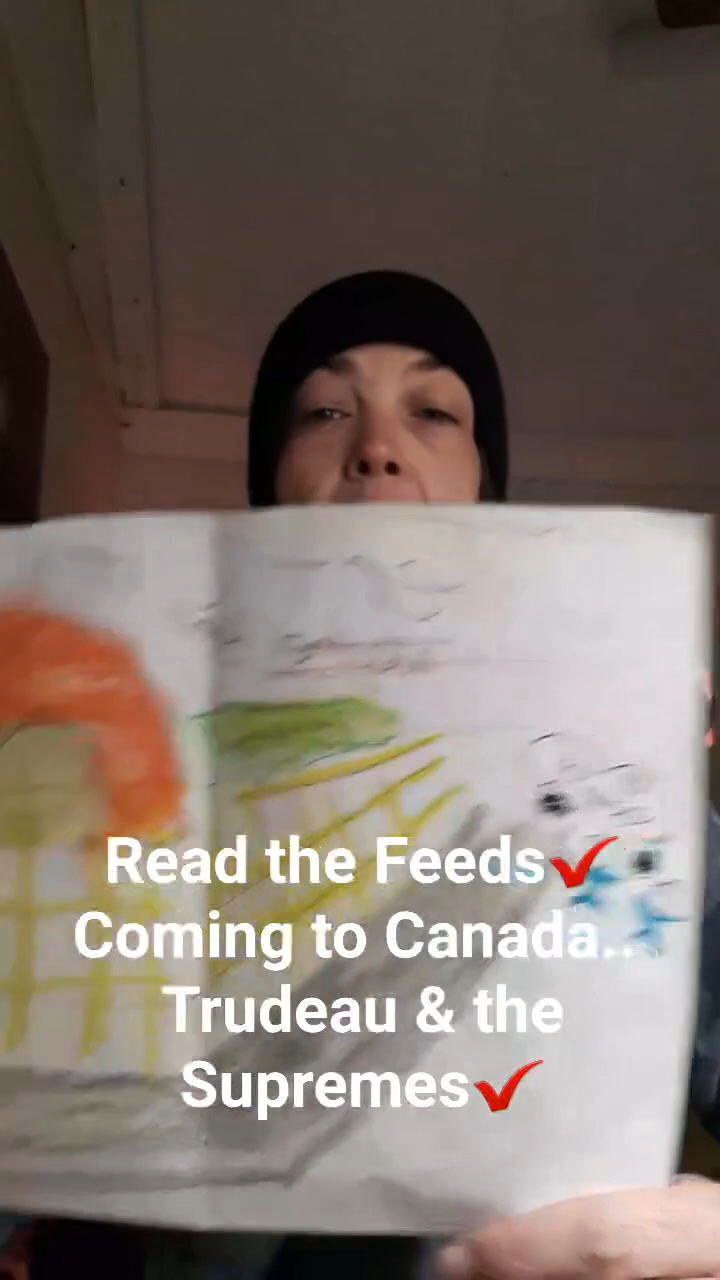 Read the Feeds✔
Coming to Canada..
Trudeau & the
Supremes✔